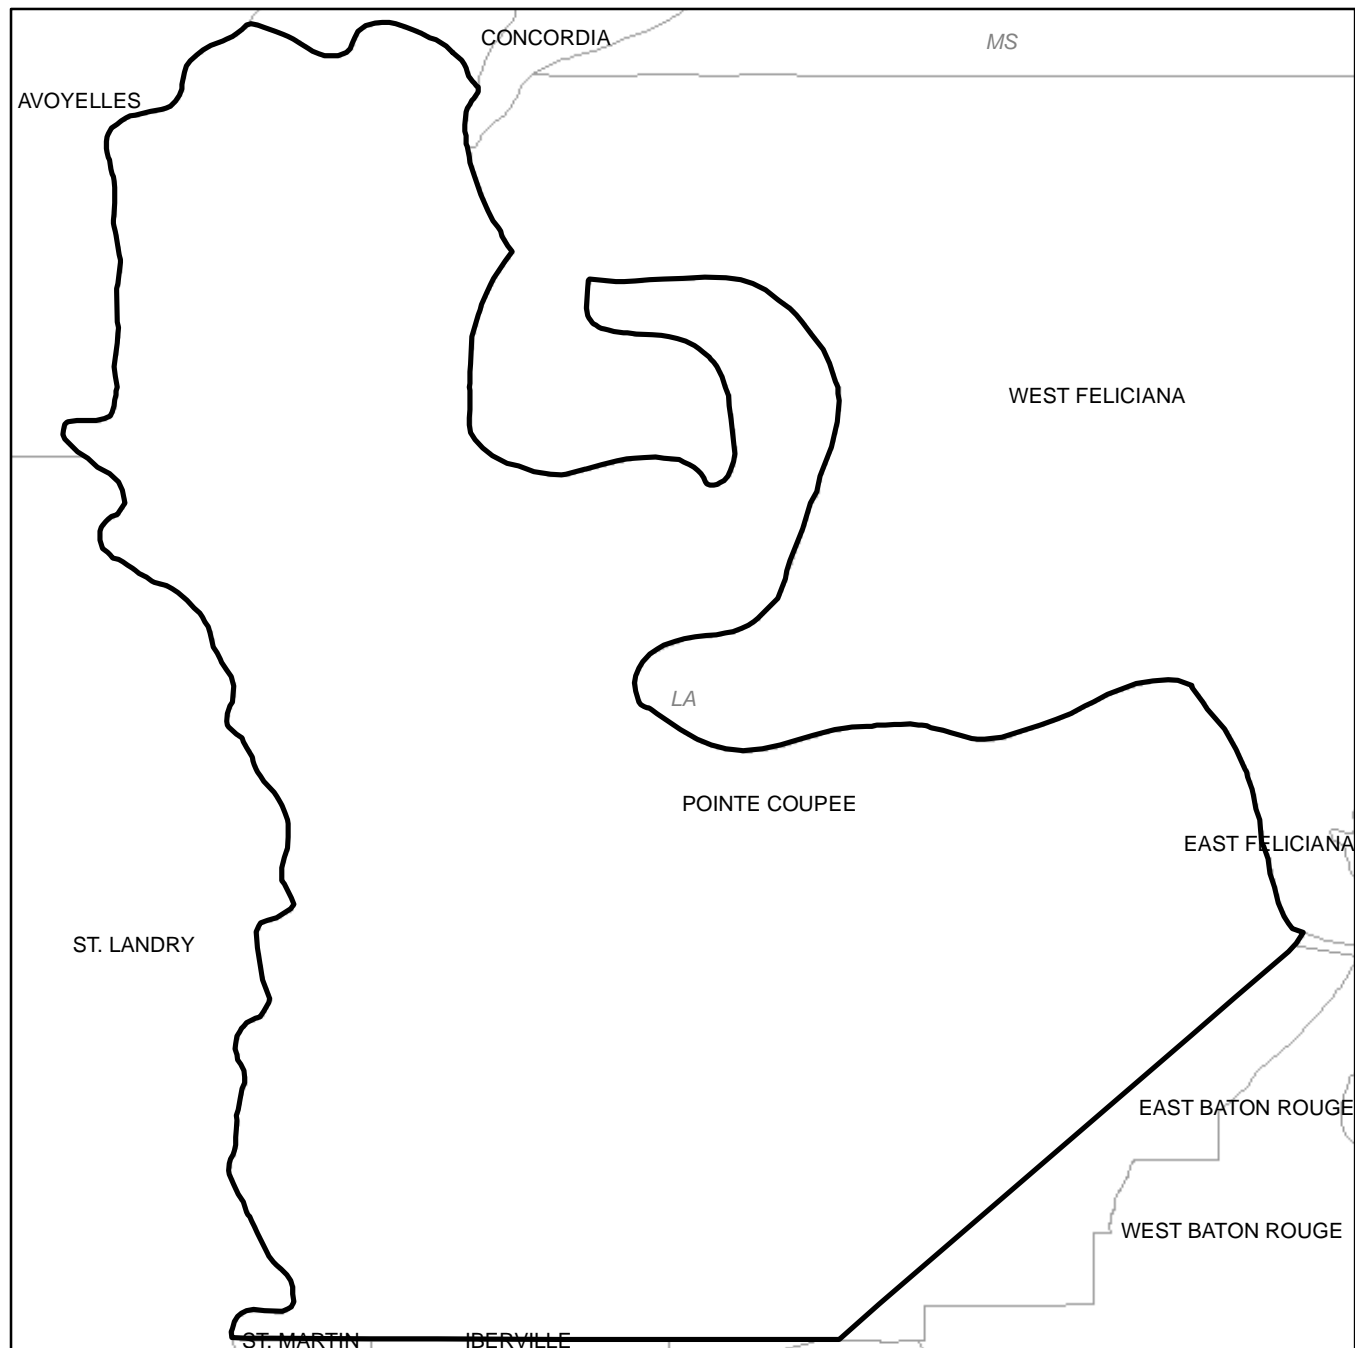 CONCORDIA
MS
AVOYELLES
WEST FELICIANA
LA
POINTE COUPEE
EAST FELICIANA
ST. LANDRY
EAST BATON ROUGE
WEST BATON ROUGE
ST. MARTIN
IBERVILLE